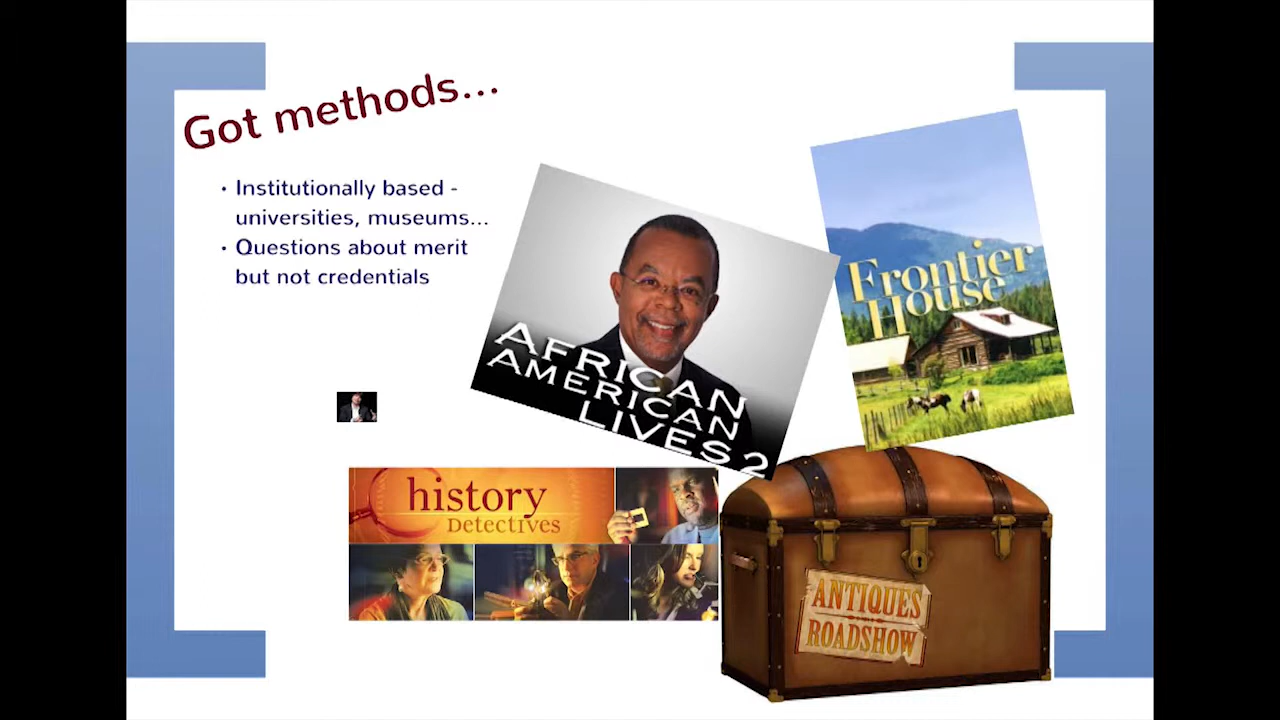 Got methods...
• Institutionally based -
universities, museums...
• Questions about merit
but not credentials
AFRICAN
AMERICAN
LIVES 2
Frontier
House
history
DETECTIVES
ANTIQUES
ROADSHOW